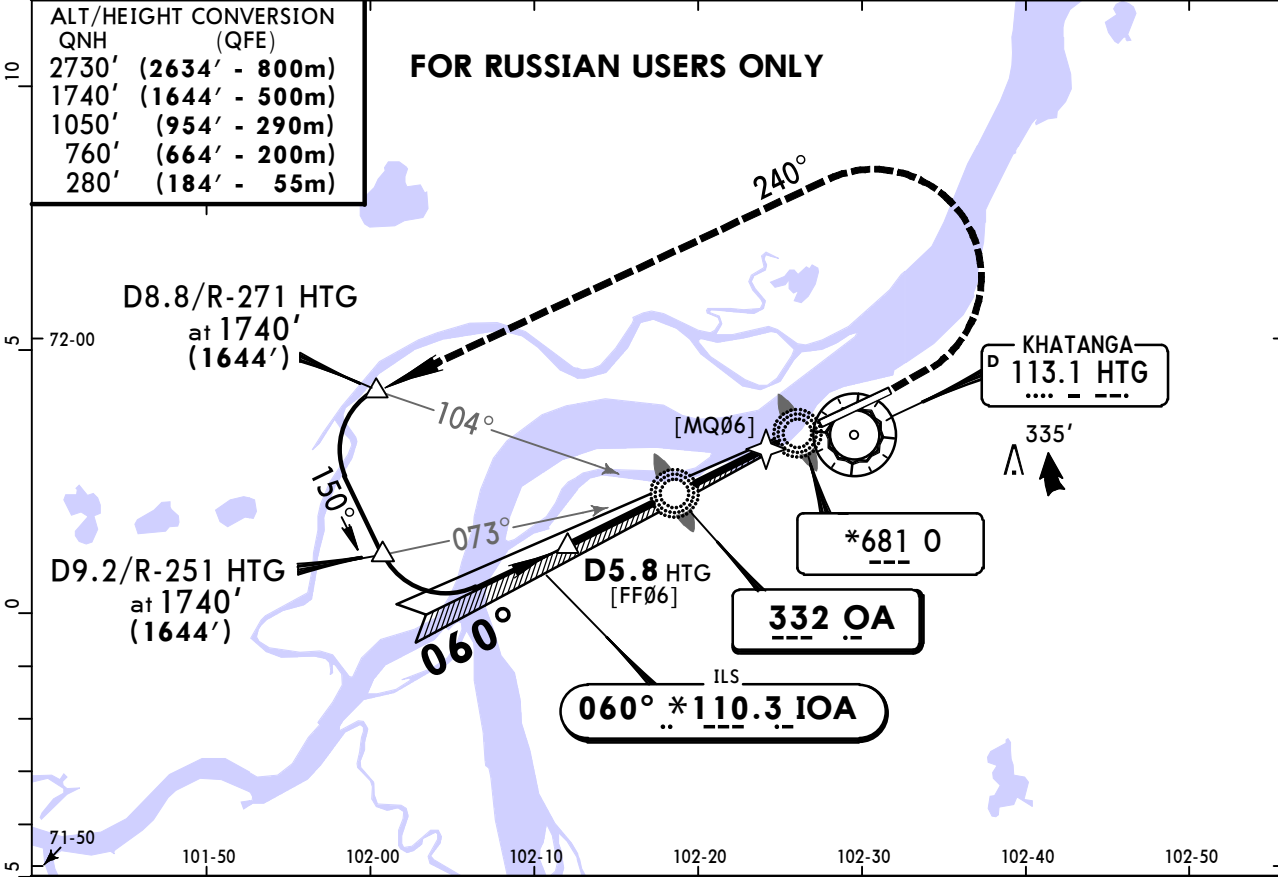 ALT/HEIGHT CONVERSION
QNH (QFE)
2730' (2634' - 800m)
1740' (1644' - 500m)
1050' (954' - 290m)
760' (664' - 200m)
280' (184' - 55m)
FOR RUSSIAN USERS ONLY
10
240°
D8.8/R-271 HTG
at 1740'
(1644')
5
72-00
KHATANGA
D 113.1 HTG
104°
[MQØ6]
335'
150°
073°
*681 O
D9.2/R-251 HTG
at 1740'
(1644')
D5.8 HTG
[FFØ6]
0
332 OA
060°
ILS
060° *110.3 IOA
71-50
5
101-50
102-00
102-10
102-20
102-30
102-40
102-50